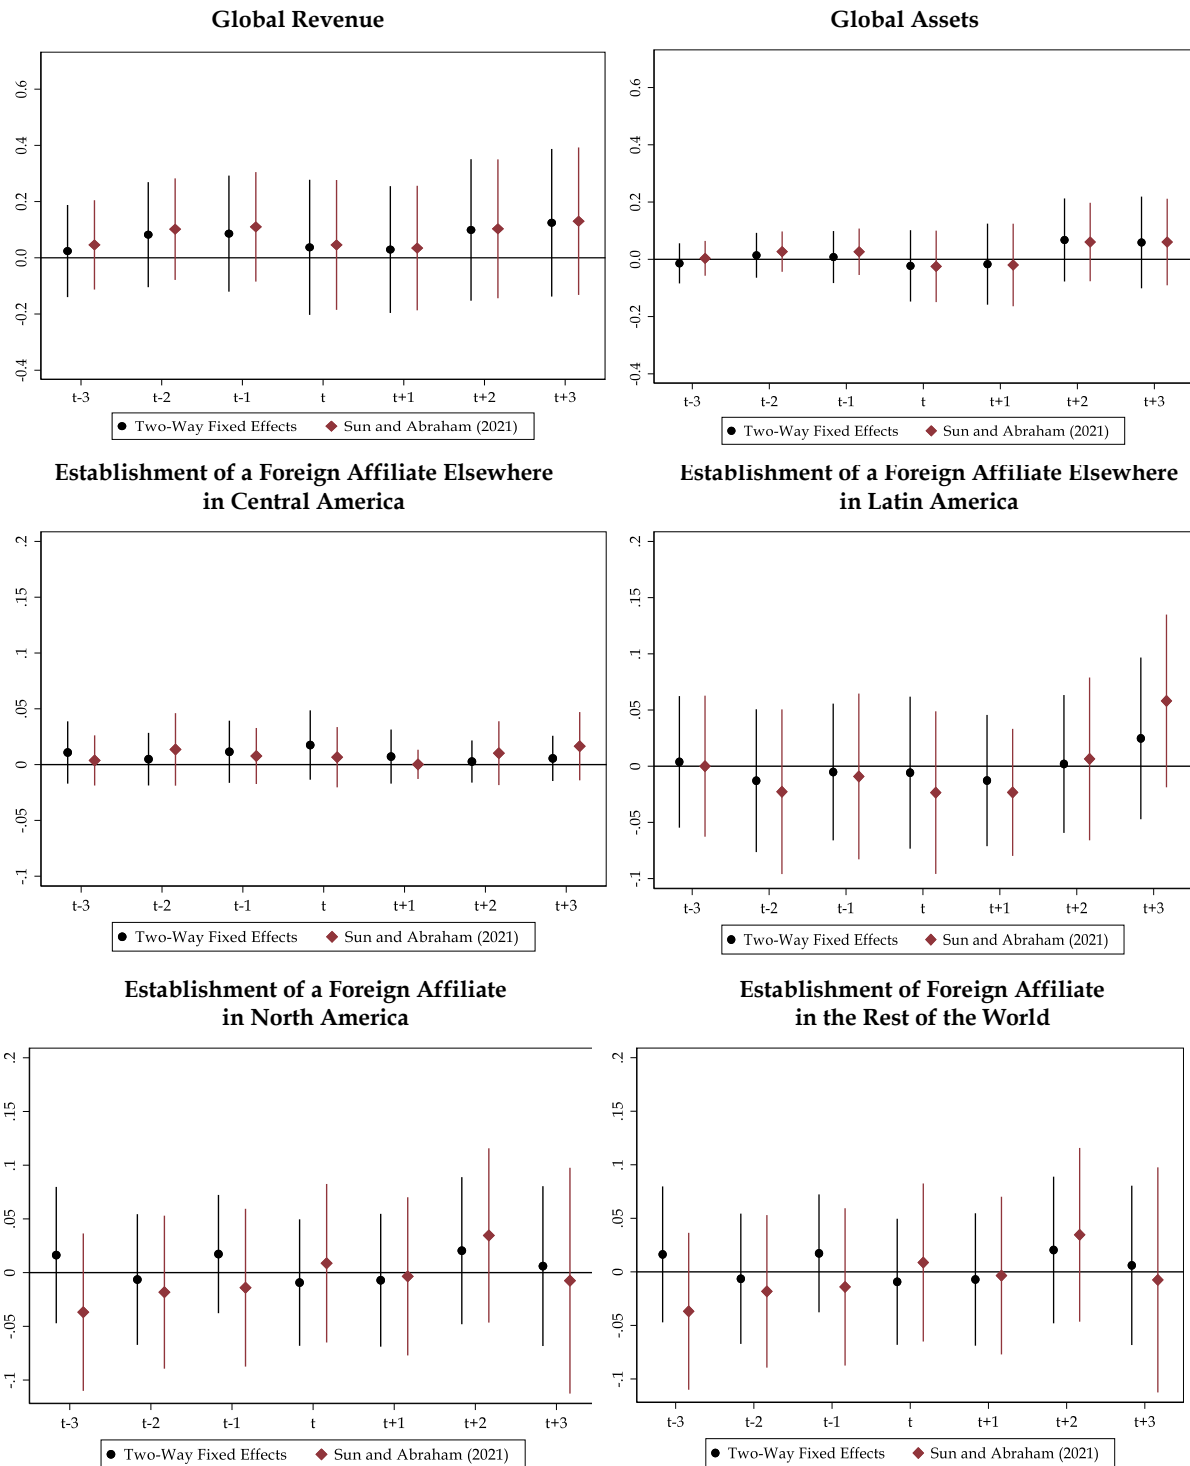 Global Revenue
0.6
0.4
0.2
0.0
-0.2
-0.4
t-3 t-2 t-1 t t+1 t+2 t+3
Two-Way Fixed Effects Sun and Abraham (2021)
Global Assets
0.6
0.4
0.2
0.0
-0.2
-0.4
t-3 t-2 t-1 t t+1 t+2 t+3
Two-Way Fixed Effects Sun and Abraham (2021)
Establishment of a Foreign Affiliate Elsewhere
in Central America
.2
.15
.1
.05
0
-.05
-.1
t-3 t-2 t-1 t t+1 t+2 t+3
Two-Way Fixed Effects Sun and Abraham (2021)
Establishment of a Foreign Affiliate Elsewhere
in Latin America
.2
.15
.1
.05
0
-.05
-.1
t-3 t-2 t-1 t t+1 t+2 t+3
Two-Way Fixed Effects Sun and Abraham (2021)
Establishment of a Foreign Affiliate
in North America
.2
.15
.1
.05
0
-.05
-.1
t-3 t-2 t-1 t t+1 t+2 t+3
Two-Way Fixed Effects Sun and Abraham (2021)
Establishment of Foreign Affiliate
in the Rest of the World
.2
.15
.1
.05
0
-.05
-.1
t-3 t-2 t-1 t t+1 t+2 t+3
Two-Way Fixed Effects Sun and Abraham (2021)